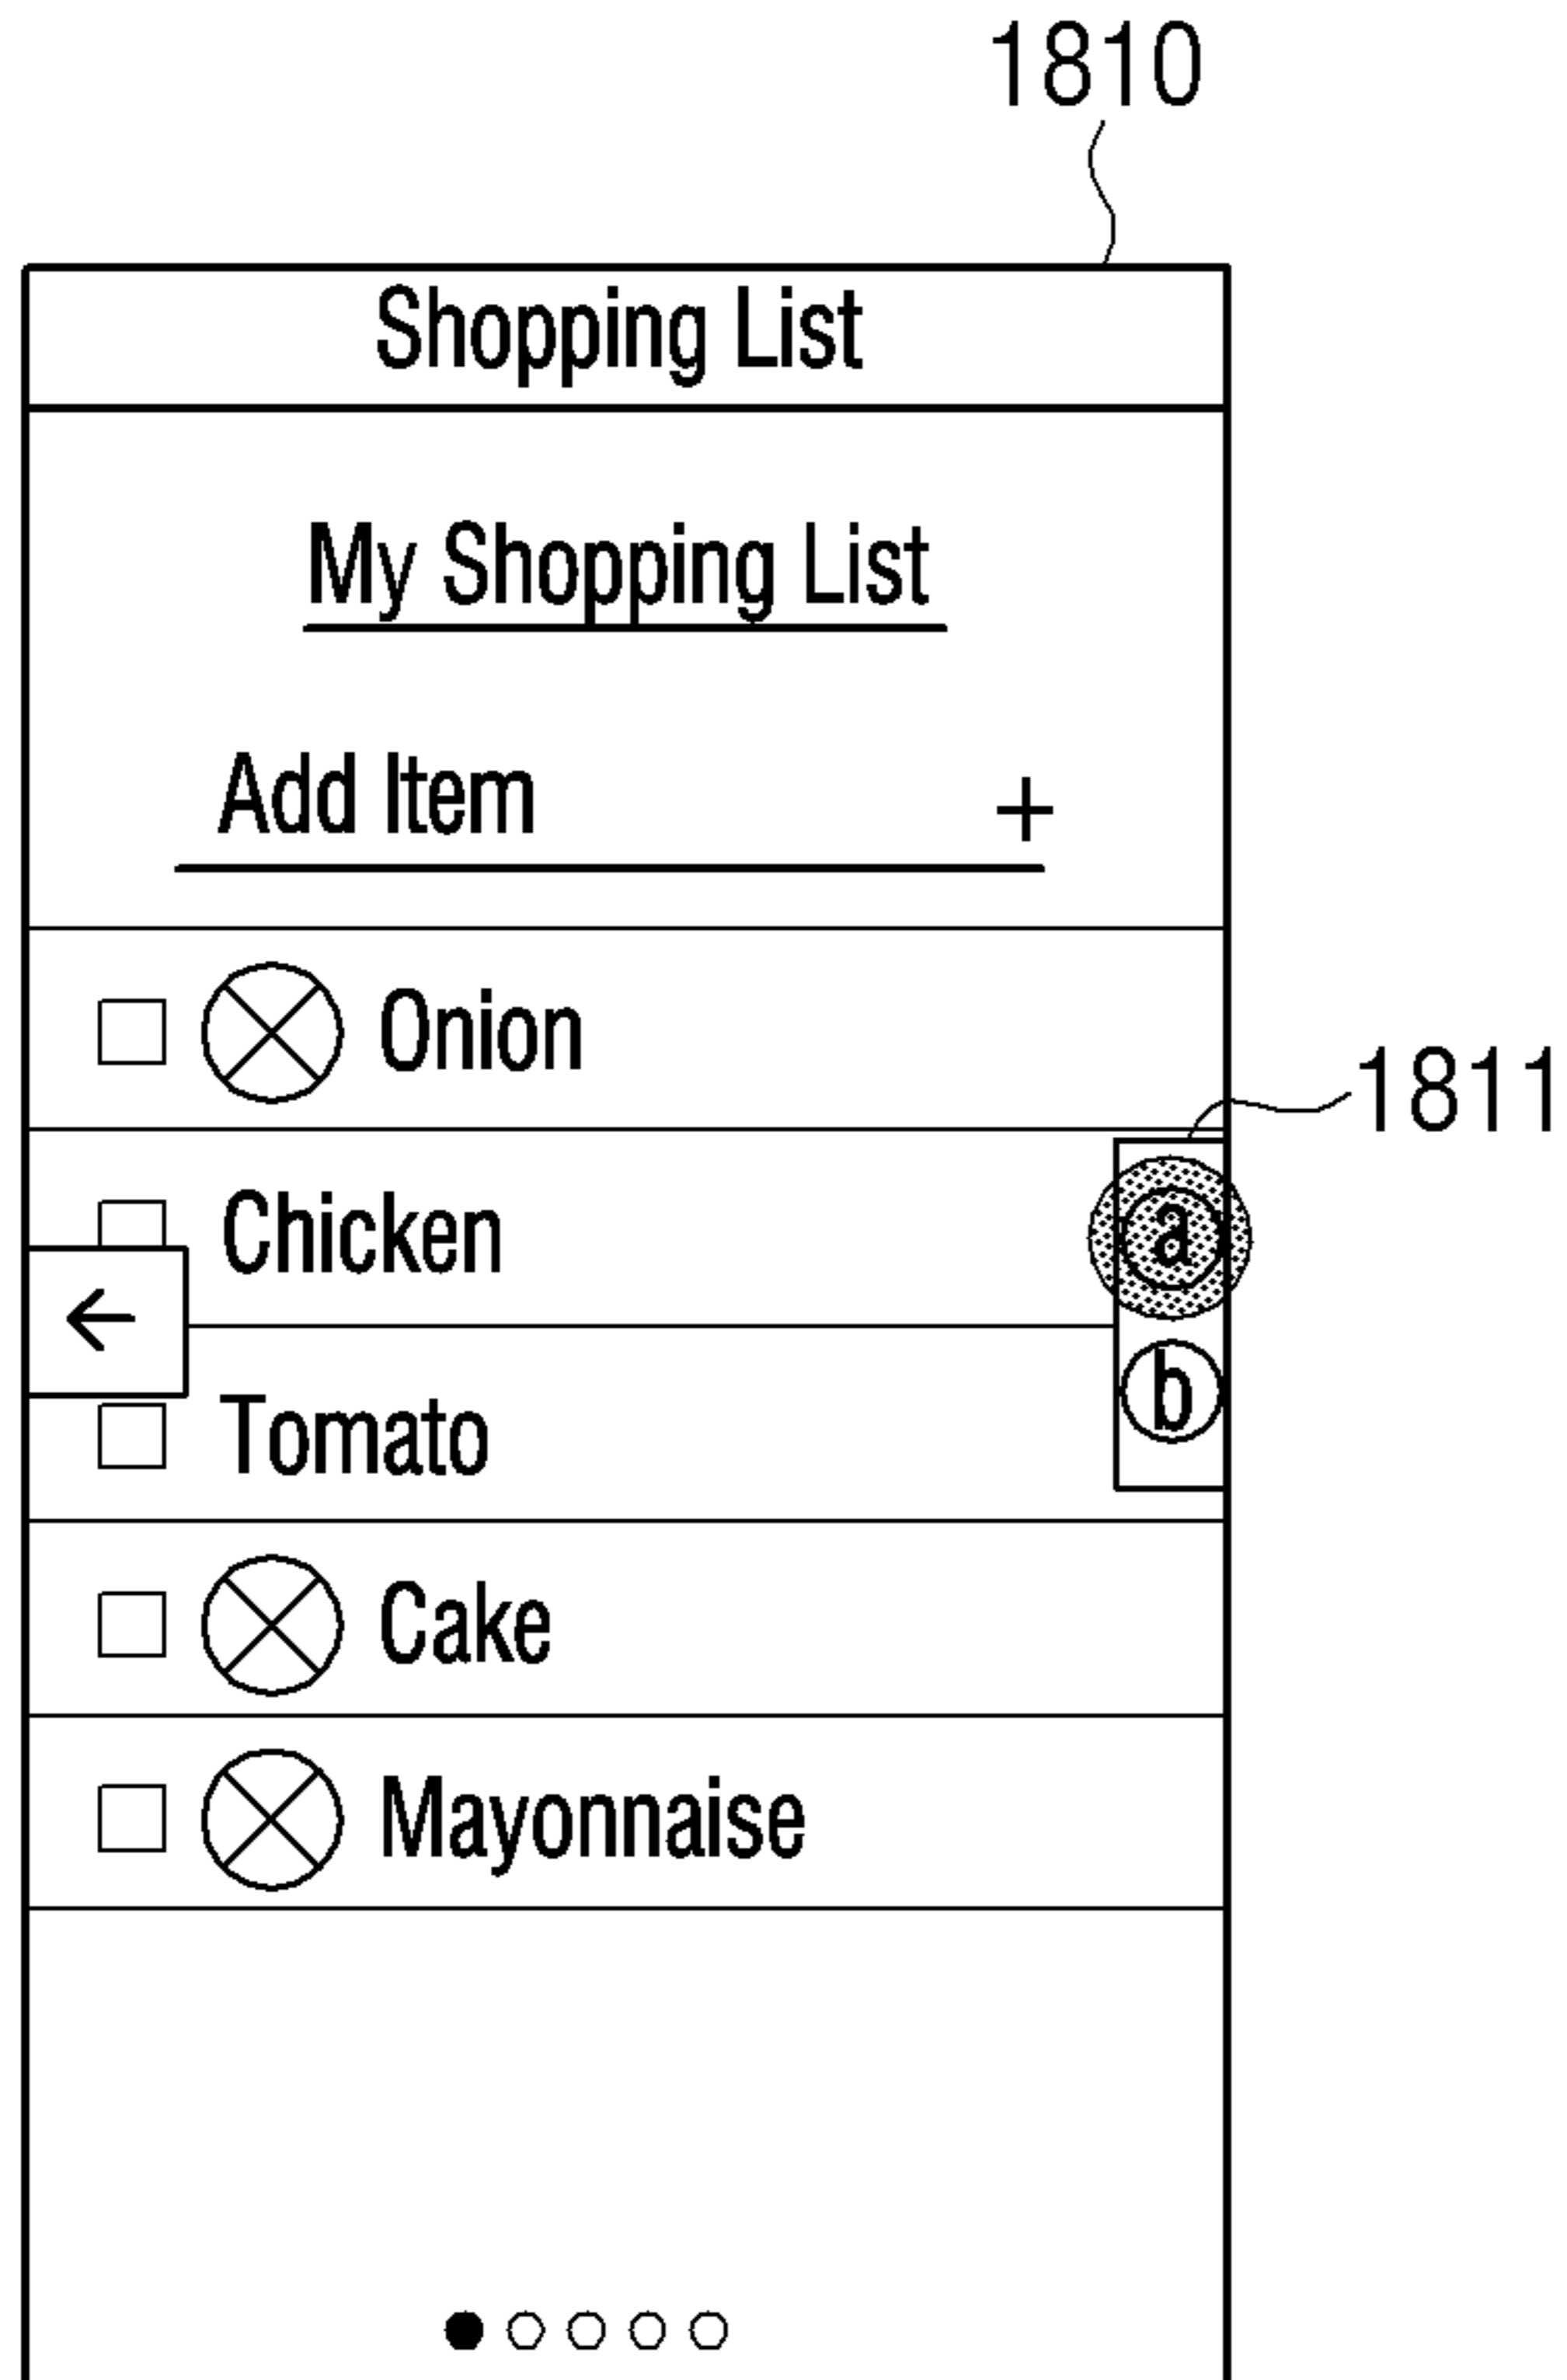 1810
Shopping List
My Shopping List
Add Item +
Onion
1811
Chicken
a
b
Tomato
Cake
Mayonnaise